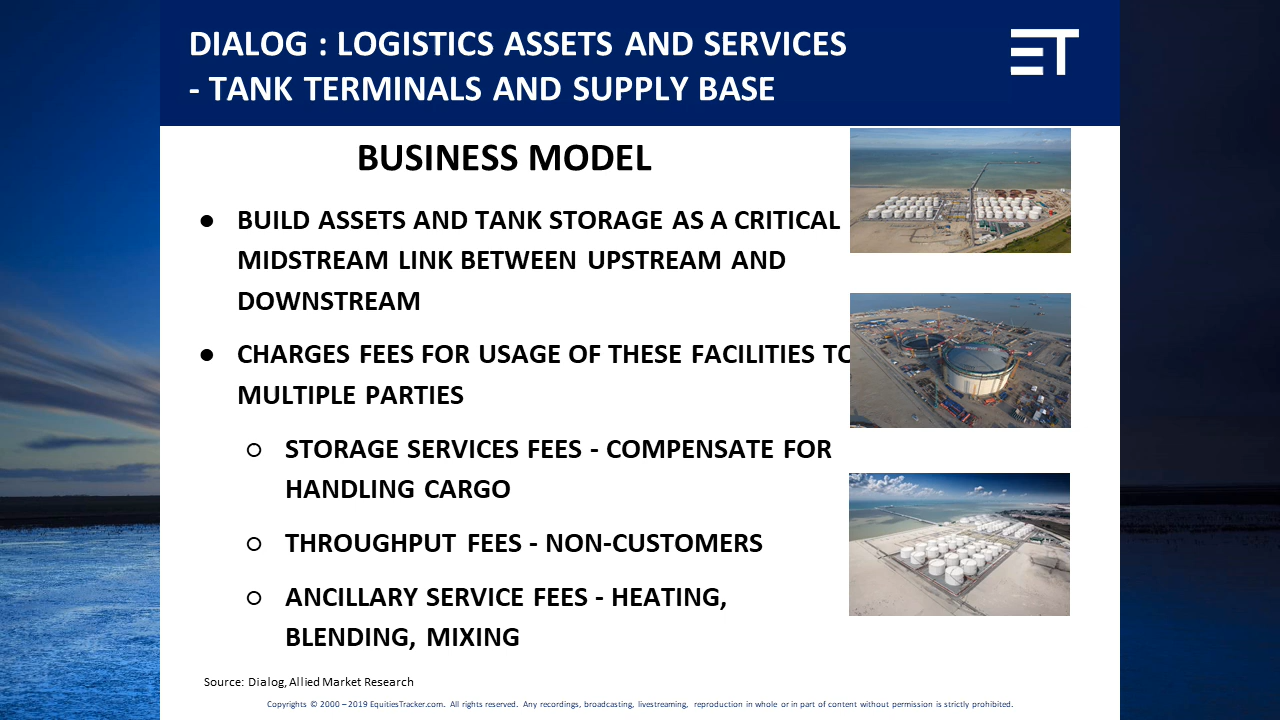 DIALOG : LOGISTICS ASSETS AND SERVICES
- TANK TERMINALS AND SUPPLY BASE
ET
BUSINESS MODEL
● BUILD ASSETS AND TANK STORAGE AS A CRITICAL
MIDSTREAM LINK BETWEEN UPSTREAM AND
DOWNSTREAM
● CHARGES FEES FOR USAGE OF THESE FACILITIES TO
MULTIPLE PARTIES
○ STORAGE SERVICES FEES - COMPENSATE FOR
HANDLING CARGO
○ THROUGHPUT FEES - NON-CUSTOMERS
○ ANCILLARY SERVICE FEES - HEATING,
BLENDING, MIXING
Source: Dialog, Allied Market Research
Copyrights © 2000 – 2019 EquitiesTracker.com. All rights reserved. Any recordings, broadcasting, livestreaming, reproduction in whole or in part of content without permission is strictly prohibited.